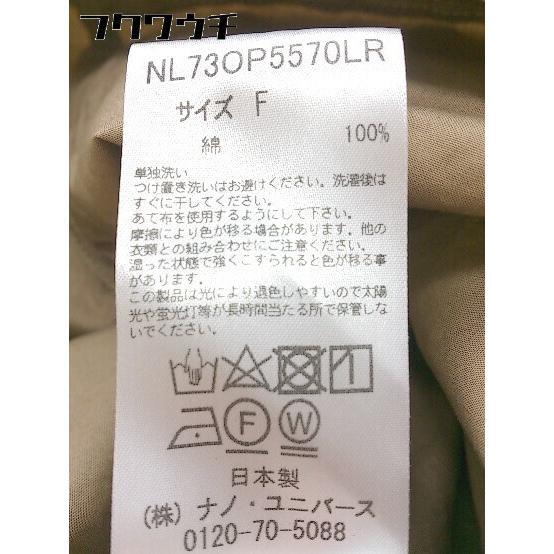 フクワウチ
NL73OP5570LR
サイズ F
綿 100%
単独洗い
つけ置き洗いはお避けください。洗濯後は
すぐに干してください。
あて布を使用するようにして下さい。
摩擦により色が移る場合があります。他の
衣類との組み合わせにご注意ください。
湿った状態で強くこすられると色が移る事
があります。
この製品は光により退色しやすいので太陽
光や蛍光灯等が長時間当たる所で保管しな
いでください。
F W
日本製
(株) ナノ・ユニバース
0120-70-5088